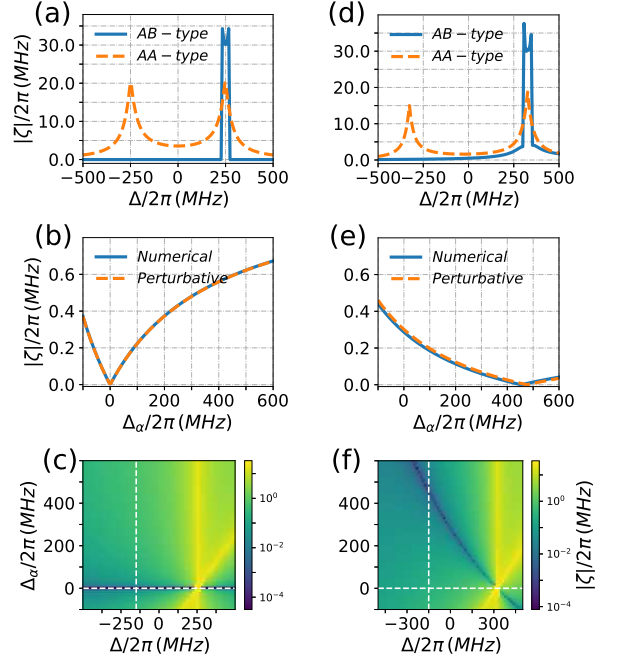 (a)
|ζ|/2π (MHz)
30.0
20.0
10.0
0.0
AB − type
AA − type
−500 −250 0 250 500
Δ/2π (MHz)
(d)
30.0
20.0
10.0
0.0
AB − type
AA − type
−500 −250 0 250 500
Δ/2π (MHz)
(b)
|ζ|/2π (MHz)
0.6
0.4
0.2
0.0
Numerical
Perturbative
0 200 400 600
Δα/2π (MHz)
(e)
0.6
0.4
0.2
0.0
Numerical
Perturbative
0 200 400 600
Δα/2π (MHz)
(c)
Δα/2π (MHz)
400
200
0
−250 0 250
Δ/2π (MHz)
10⁰
10⁻²
10⁻⁴
(f)
400
200
0
−300 0 300
Δ/2π (MHz)
10⁰
10⁻²
10⁻⁴
|ζ|/2π (MHz)